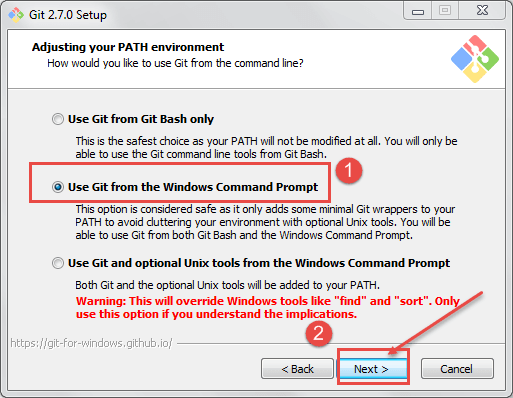 Git 2.7.0 Setup
Adjusting your PATH environment
How would you like to use Git from the command line?
Use Git from Git Bash only
This is the safest choice as your PATH will not be modified at all. You will only be
able to use the Git command line tools from Git Bash.
1
Use Git from the Windows Command Prompt
This option is considered safe as it only adds some minimal Git wrappers to your
PATH to avoid cluttering your environment with optional Unix tools. You will be
able to use Git from both Git Bash and the Windows Command Prompt.
Use Git and optional Unix tools from the Windows Command Prompt
Both Git and the optional Unix tools will be added to your PATH.
Warning: This will override Windows tools like "find" and "sort". Only
use this option if you understand the implications.
2
https://git-for-windows.github.io/
< Back
Next >
Cancel